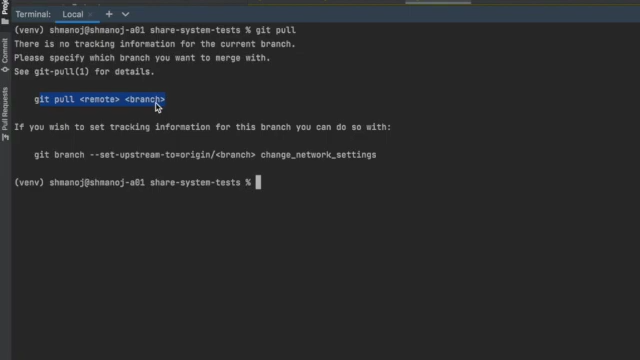 Terminal: Local × +
(venv) shmanoj@shmanoj-a01 share-system-tests % git pull
There is no tracking information for the current branch.
Please specify which branch you want to merge with.
See git-pull(1) for details.
git pull <remote> <branch>
If you wish to set tracking information for this branch you can do so with:
git branch --set-upstream-to=origin/<branch> change_network_settings
(venv) shmanoj@shmanoj-a01 share-system-tests %
Commit
Pull Requests